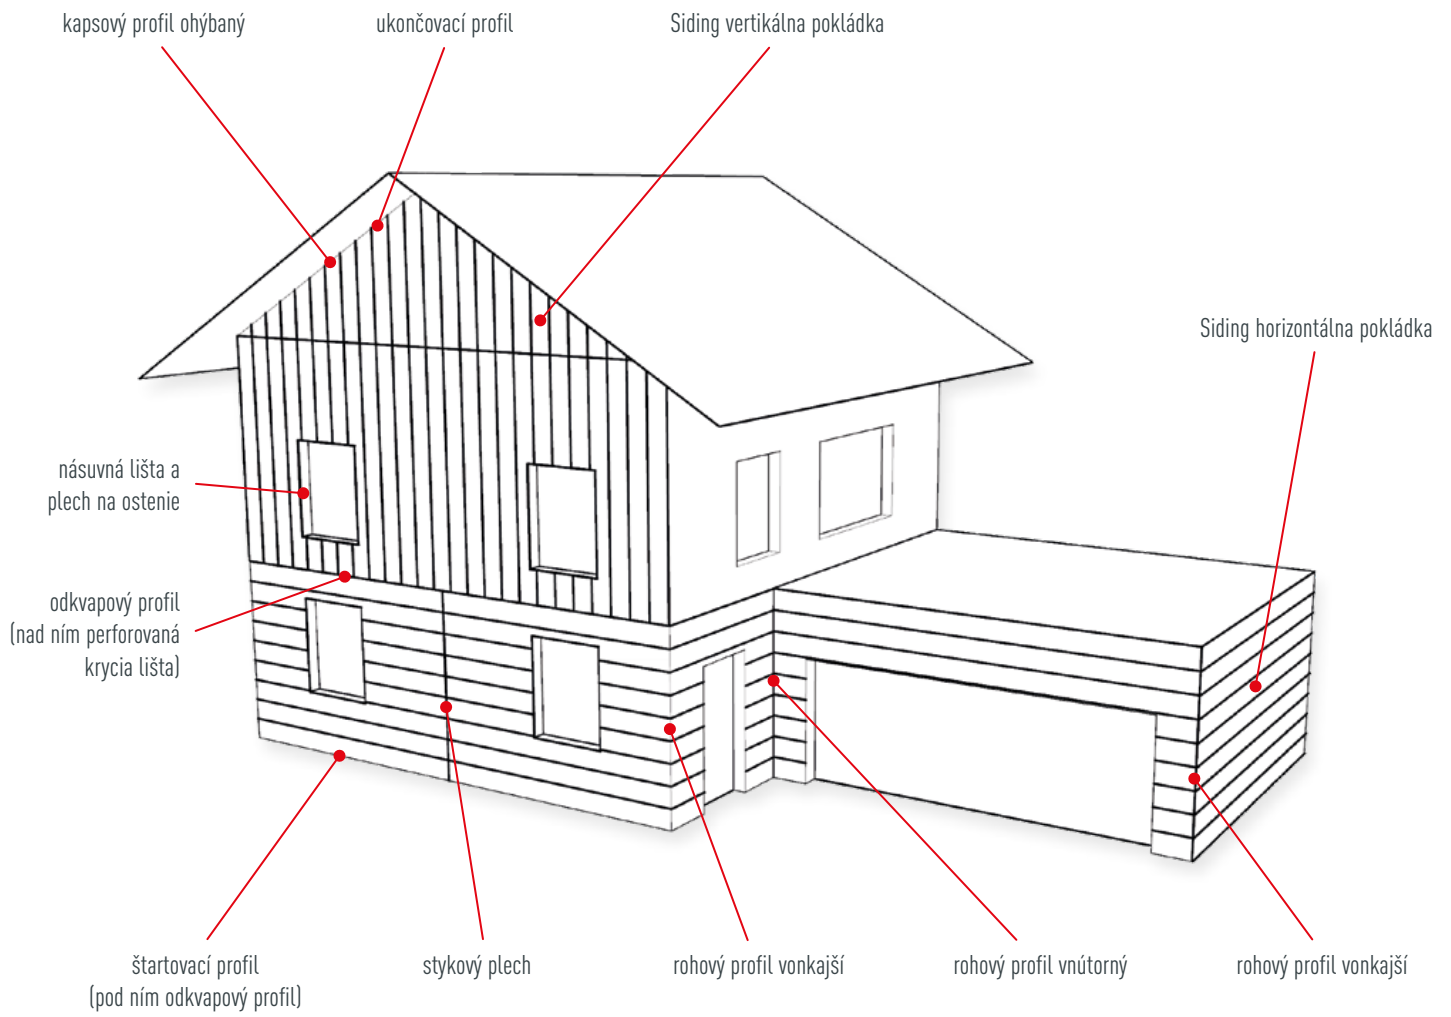 kapsový profil ohýbaný
ukončovací profil
Siding vertikálna pokládka
Siding horizontálna pokládka
násuvná lišta a
plech na ostenie
odkvapový profil
(nad ním perforovaná
krycia lišta)
štartovací profil
(pod ním odkvapový profil)
stykový plech
rohový profil vonkajší
rohový profil vnútorný
rohový profil vonkajší